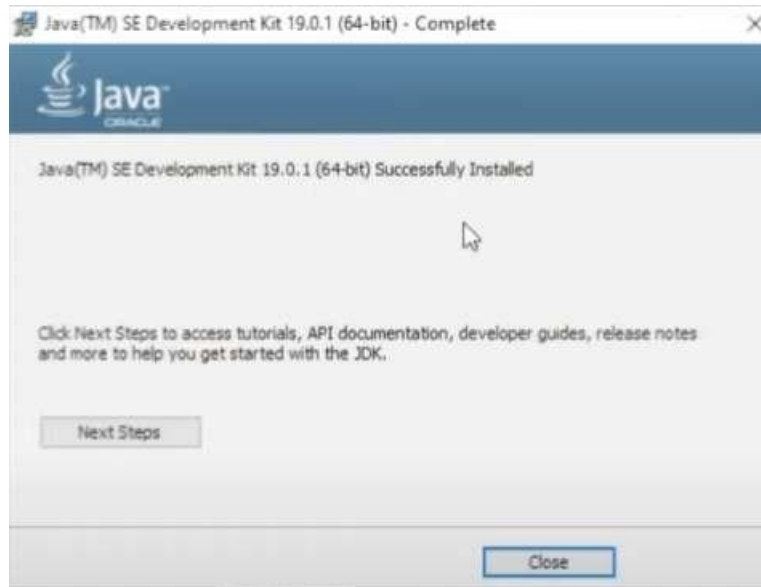 Java(TM) SE Development Kit 19.0.1 (64-bit) - Complete
Java™
ORACLE
Java(TM) SE Development Kit 19.0.1 (64-bit) Successfully Installed
Click Next Steps to access tutorials, API documentation, developer guides, release notes
and more to help you get started with the JDK.
Next Steps
Close